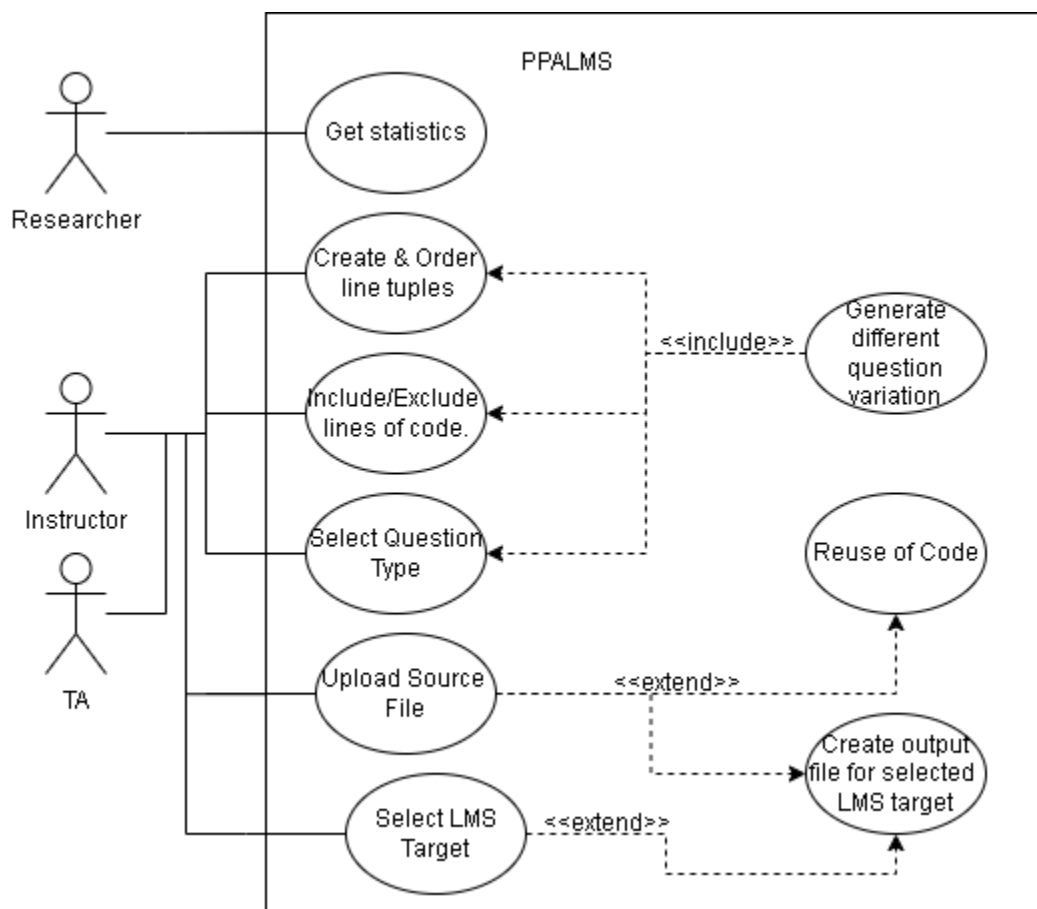 PPALMS
Get statistics
Researcher
Create & Order
line tuples
Generate
different
question
variation
<<include>>
Include/Exclude
lines of code.
Instructor
Select Question
Type
Reuse of Code
TA
Upload Source
File
<<extend>>
Create output
file for selected
LMS target
Select LMS
Target
<<extend>>